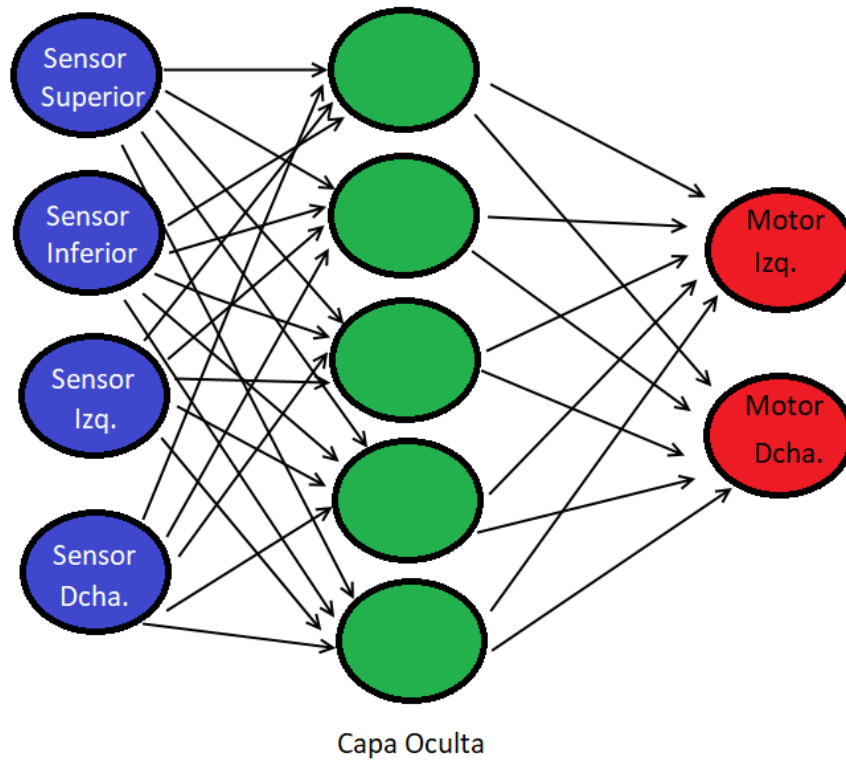 Sensor
Superior
Sensor
Inferior
Sensor
Izq.
Sensor
Dcha.
Motor
Izq.
Motor
Dcha.
Capa Oculta